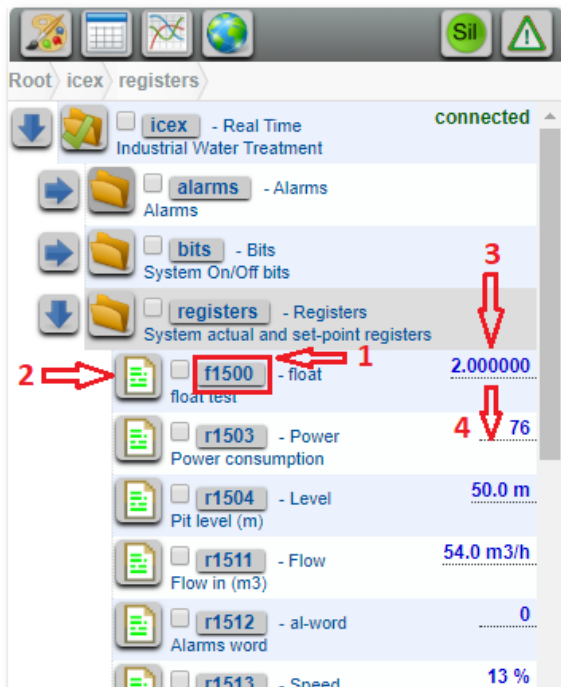 Sil
Root icex registers
icex - Real Time connected
Industrial Water Treatment
alarms - Alarms
Alarms
bits - Bits
System On/Off bits
3
registers - Registers
System actual and set-point registers
1
2 f1500 - float 2.000000
float test
r1503 - Power 4 76
Power consumption
r1504 - Level 50.0 m
Pit level (m)
r1511 - Flow 54.0 m3/h
Flow in (m3)
r1512 - al-word 0
Alarms word
r1513 - Speed 13 %